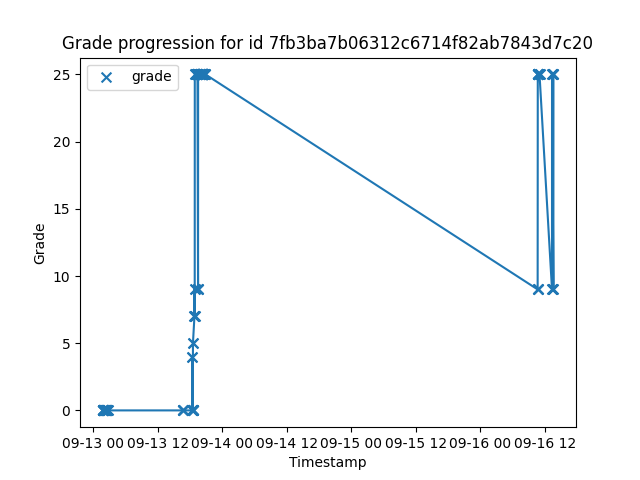 Grade progression for id 7fb3ba7b06312c6714f82ab7843d7c20
grade
25
20
15
10
5
0
Grade
09-13 00 09-13 12 09-14 00 09-14 12 09-15 00 09-15 12 09-16 00 09-16 12
Timestamp